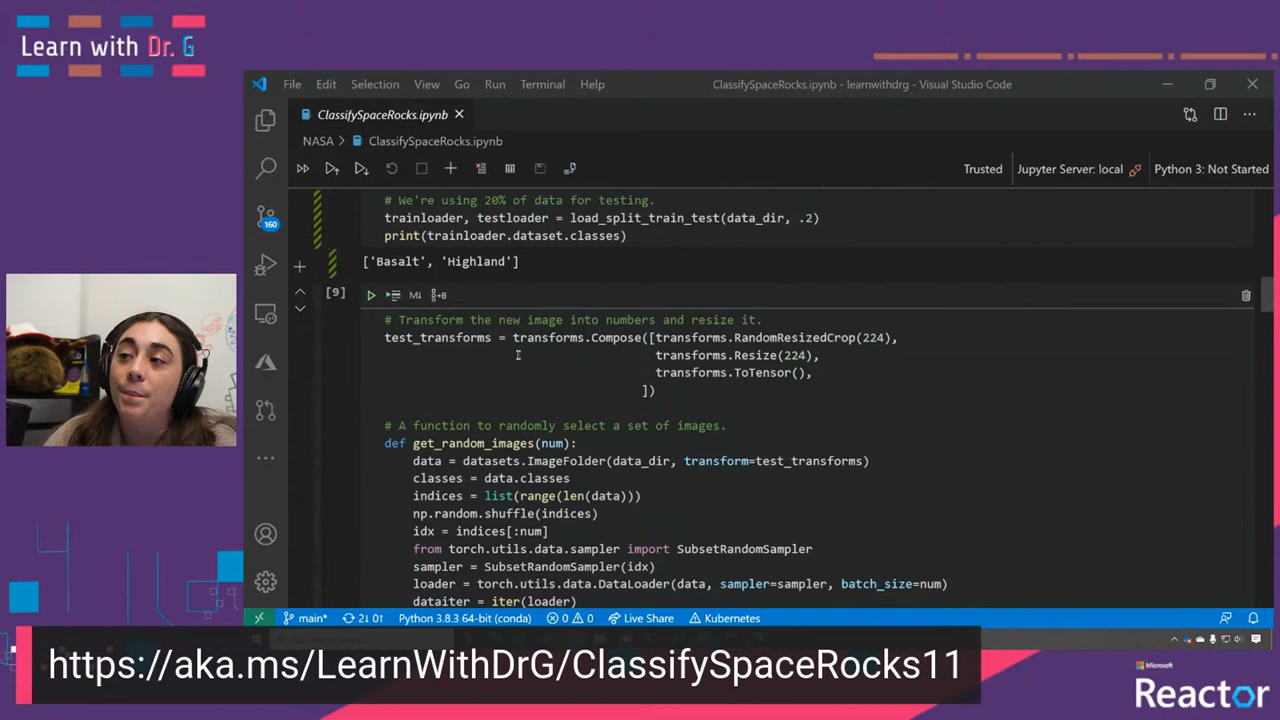 Learn with Dr. G
File Edit Selection View Go Run Terminal Help
ClassifySpaceRocks.ipynb - learnwithdrg - Visual Studio Code
ClassifySpaceRocks.ipynb
NASA > ClassifySpaceRocks.ipynb
Trusted
Jupyter Server: local
Python 3: Not Started
160
# We're using 20% of data for testing.
trainloader, testloader = load_split_train_test(data_dir, .2)
print(trainloader.dataset.classes)
['Basalt', 'Highland']
[9]
M↓
# Transform the new image into numbers and resize it.
test_transforms = transforms.Compose([transforms.RandomResizedCrop(224),
transforms.Resize(224),
transforms.ToTensor(),
])
# A function to randomly select a set of images.
def get_random_images(num):
data = datasets.ImageFolder(data_dir, transform=test_transforms)
classes = data.classes
indices = list(range(len(data)))
np.random.shuffle(indices)
idx = indices[:num]
from torch.utils.data.sampler import SubsetRandomSampler
sampler = SubsetRandomSampler(idx)
loader = torch.utils.data.DataLoader(data, sampler=sampler, batch_size=num)
dataiter = iter(loader)
main* 2↓ 0↑ Python 3.8.3 64-bit (conda) 0 0 Live Share Kubernetes
https://aka.ms/LearnWithDrG/ClassifySpaceRocks11
Microsoft
Reactor